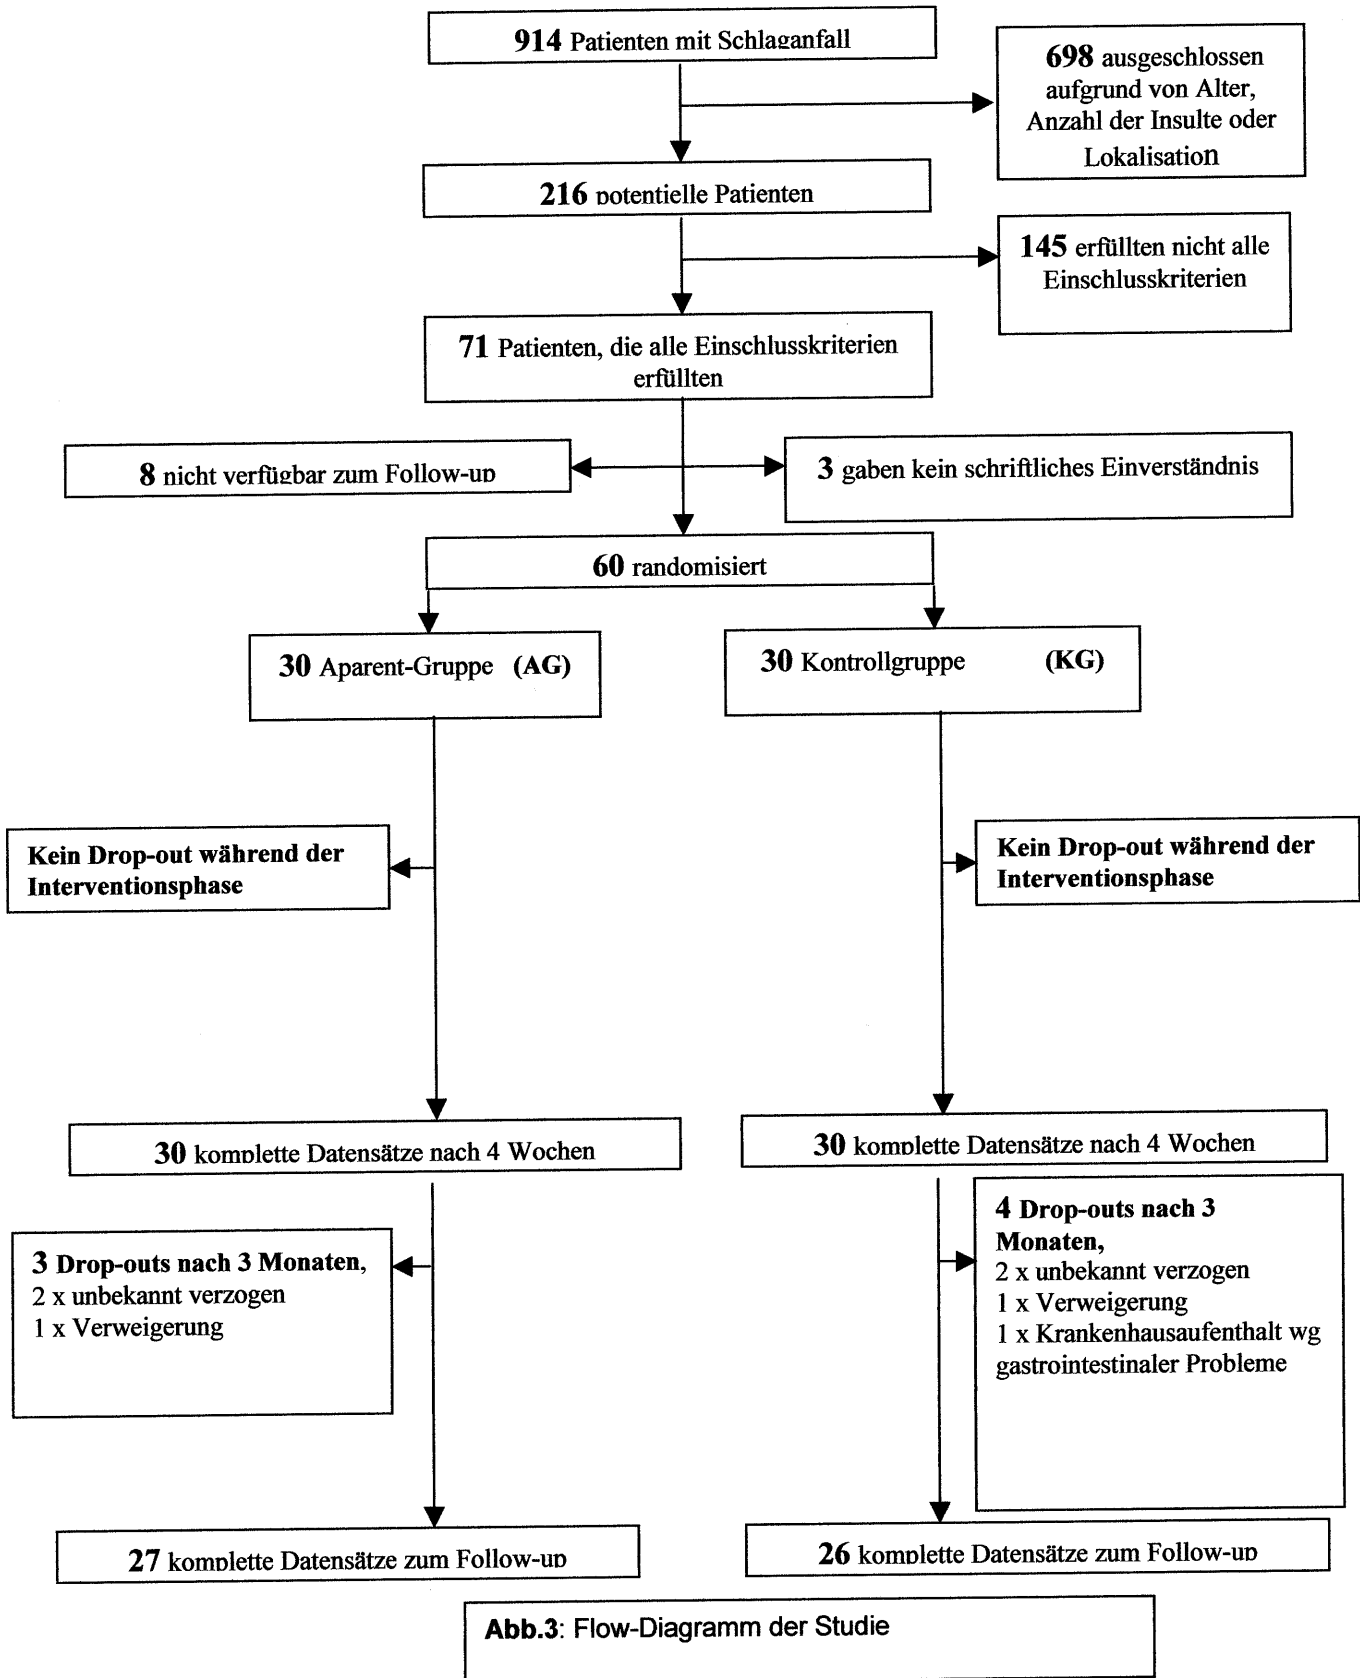 914 Patienten mit Schlaganfall
698 ausgeschlossen
aufgrund von Alter,
Anzahl der Insulte oder
Lokalisation
216 potentielle Patienten
145 erfüllten nicht alle
Einschlusskriterien
71 Patienten, die alle Einschlusskriterien
erfüllten
8 nicht verfügbar zum Follow-up
3 gaben kein schriftliches Einverständnis
60 randomisiert
30 Aparent-Gruppe (AG)
30 Kontrollgruppe (KG)
Kein Drop-out während der
Interventionsphase
Kein Drop-out während der
Interventionsphase
30 komplette Datensätze nach 4 Wochen
30 komplette Datensätze nach 4 Wochen
3 Drop-outs nach 3 Monaten,
2 x unbekannt verzogen
1 x Verweigerung
4 Drop-outs nach 3
Monaten,
2 x unbekannt verzogen
1 x Verweigerung
1 x Krankenhausaufenthalt wg
gastrointestinaler Probleme
27 komplette Datensätze zum Follow-up
26 komplette Datensätze zum Follow-up
Abb.3: Flow-Diagramm der Studie